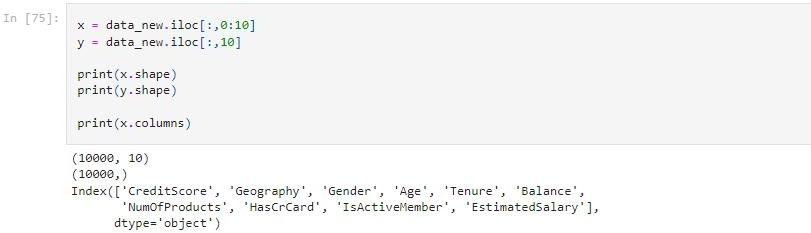 In [75]:
x = data_new.iloc[:,0:10]
y = data_new.iloc[:,10]
print(x.shape)
print(y.shape)
print(x.columns)
(10000, 10)
(10000,)
Index(['CreditScore', 'Geography', 'Gender', 'Age', 'Tenure', 'Balance',
'NumOfProducts', 'HasCrCard', 'IsActiveMember', 'EstimatedSalary'],
dtype='object')